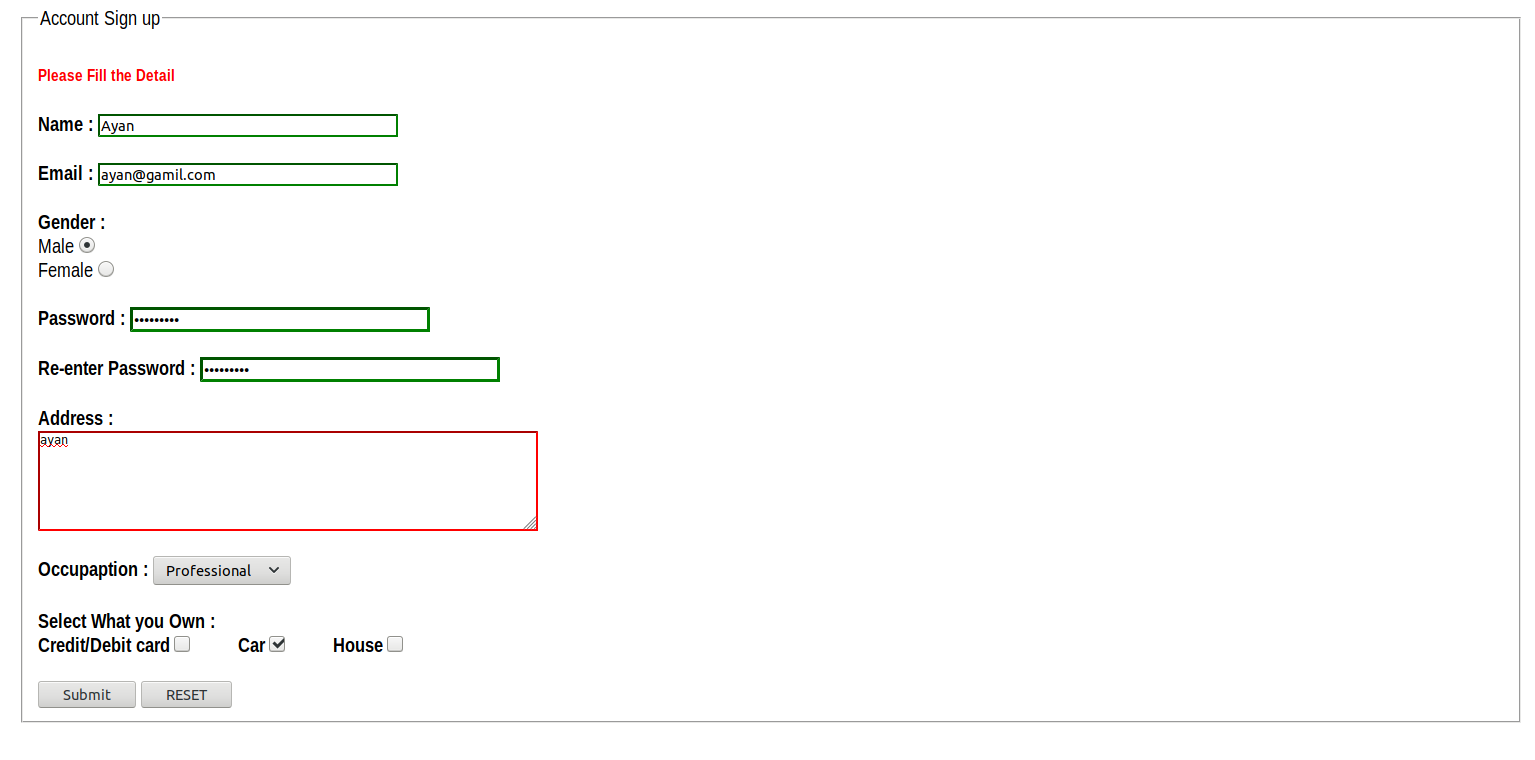 Account Sign up
Please Fill the Detail
Name : Ayan
Email : ayan@gamil.com
Gender :
Male
Female
Password : •••••••••
Re-enter Password : •••••••••
Address :
ayan
Occupaption : Professional
Select What you Own :
Credit/Debit card Car House
Submit RESET